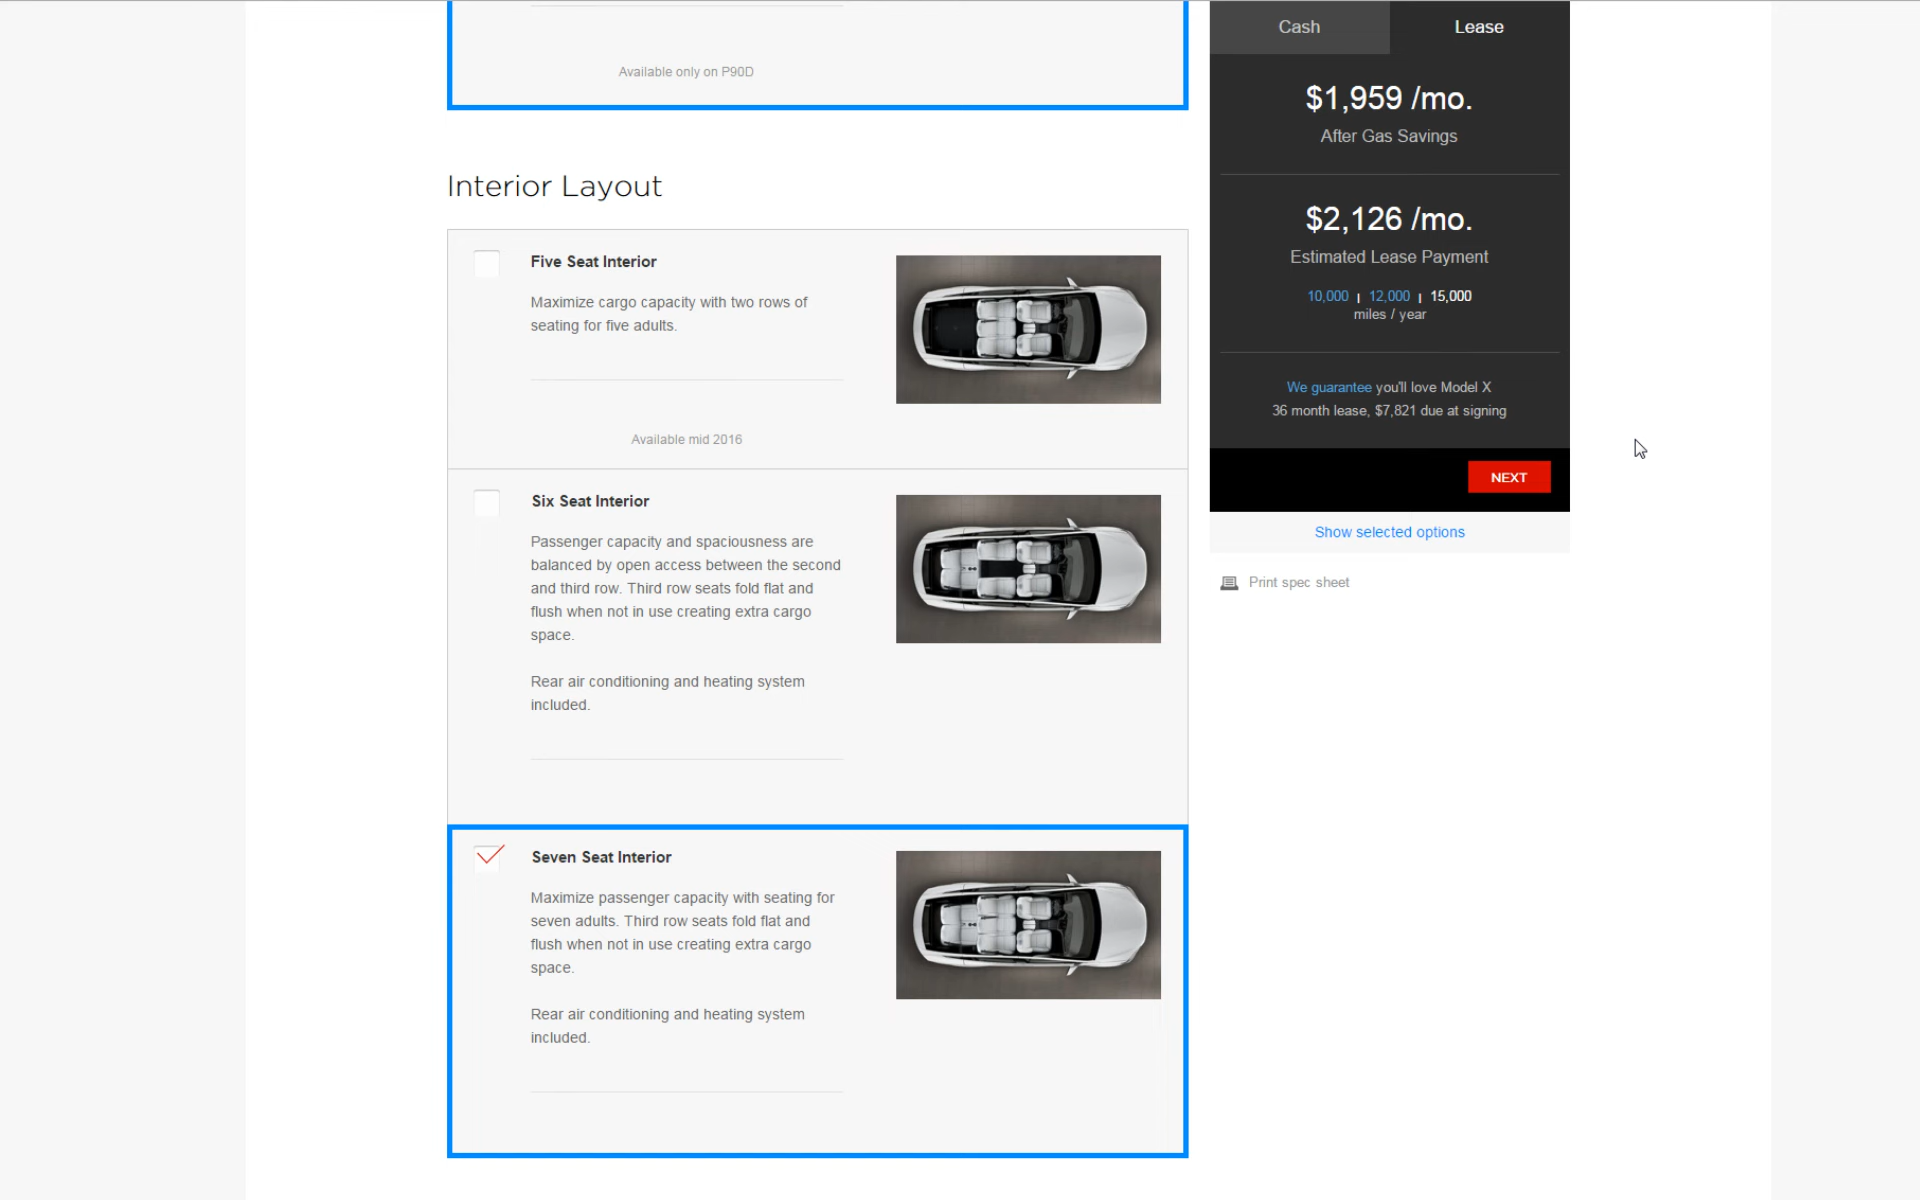 Available only on P90D
Interior Layout
Five Seat Interior
Maximize cargo capacity with two rows of
seating for five adults.
Available mid 2016
Six Seat Interior
Passenger capacity and spaciousness are
balanced by open access between the second
and third row. Third row seats fold flat and
flush when not in use creating extra cargo
space.
Rear air conditioning and heating system
included.
Seven Seat Interior
Maximize passenger capacity with seating for
seven adults. Third row seats fold flat and
flush when not in use creating extra cargo
space.
Rear air conditioning and heating system
included.
Cash Lease
$1,959 /mo.
After Gas Savings
$2,126 /mo.
Estimated Lease Payment
10,000 | 12,000 | 15,000
miles / year
We guarantee you'll love Model X
36 month lease, $7,821 due at signing
NEXT
Show selected options
Print spec sheet